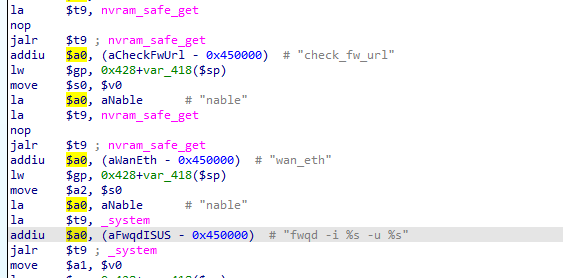 la $t9, nvram_safe_get
nop
jalr $t9 ; nvram_safe_get
addiu $a0, (aCheckFwUrl - 0x450000) # "check_fw_url"
lw $gp, 0x428+var_418($sp)
move $s0, $v0
la $a0, aNable # "nable"
la $t9, nvram_safe_get
nop
jalr $t9 ; nvram_safe_get
addiu $a0, (aWanEth - 0x450000) # "wan_eth"
lw $gp, 0x428+var_418($sp)
move $a2, $s0
la $a0, aNable # "nable"
la $t9, _system
addiu $a0, (aFwqdISUS - 0x450000) # "fwqd -i %s -u %s"
jalr $t9 ; _system
move $a1, $v0